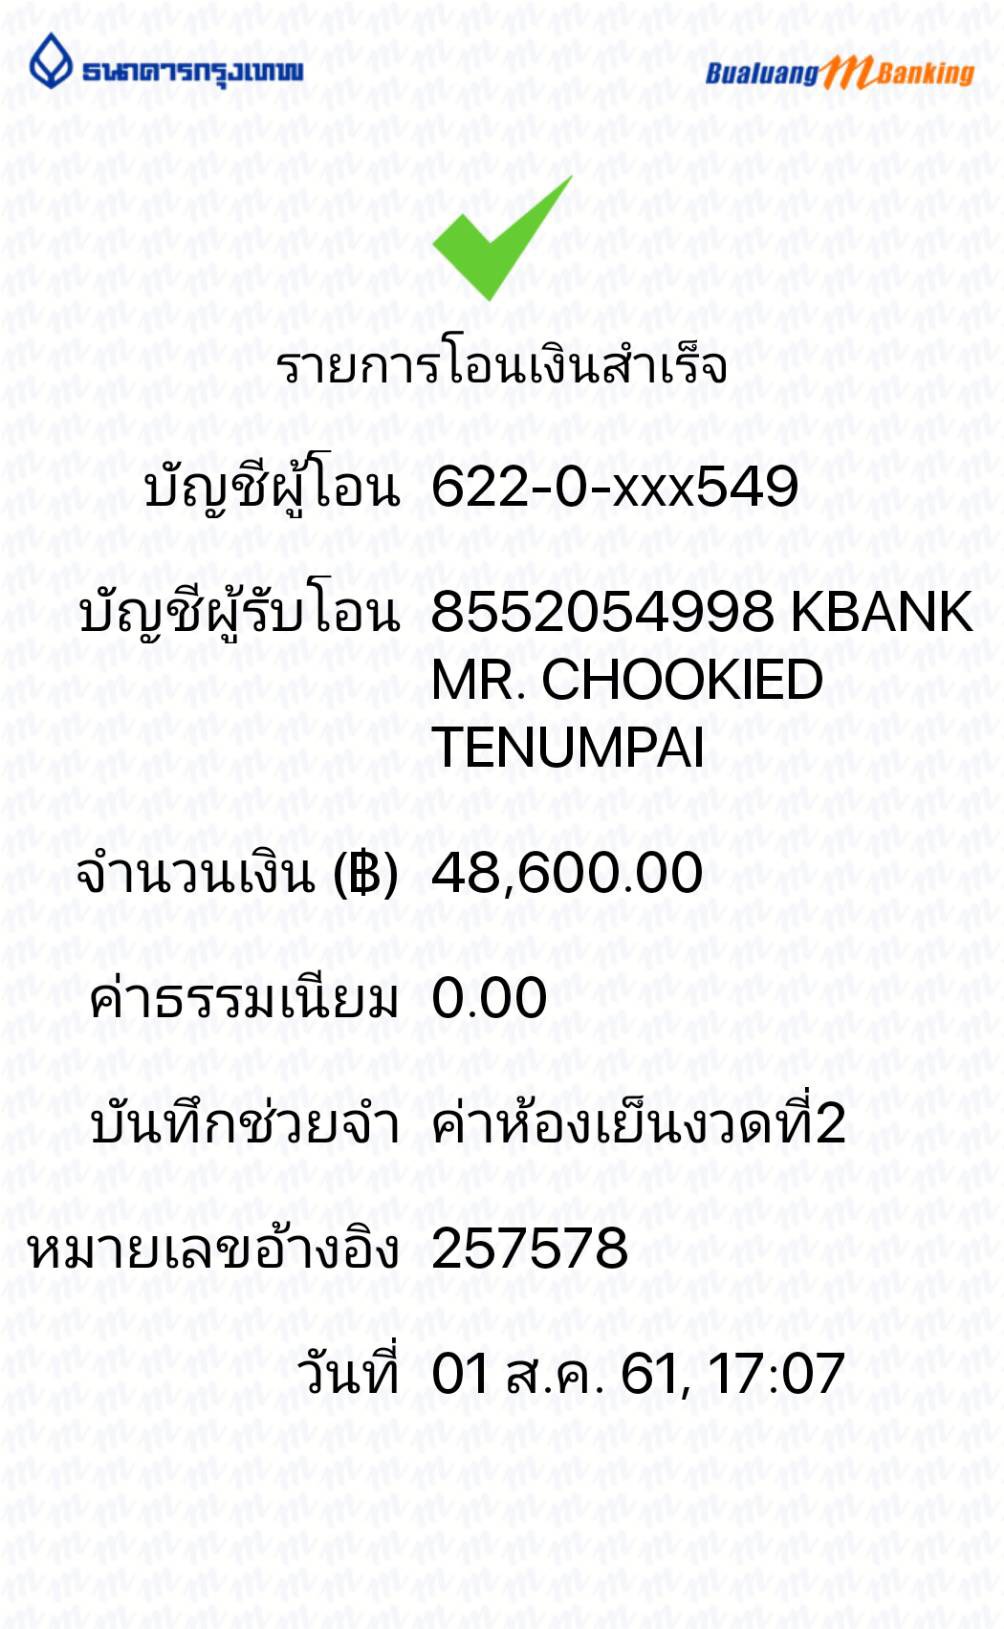 ธนาคารกรุงเทพ Bualuang mBanking
รายการโอนเงินสำเร็จ
บัญชีผู้โอน 622-0-xxx549
บัญชีผู้รับโอน 8552054998 KBANK
MR. CHOOKIED
TENUMPAI
จำนวนเงิน (฿) 48,600.00
ค่าธรรมเนียม 0.00
บันทึกช่วยจำ ค่าห้องเย็นงวดที่2
หมายเลขอ้างอิง 257578
วันที่ 01 ส.ค. 61, 17:07